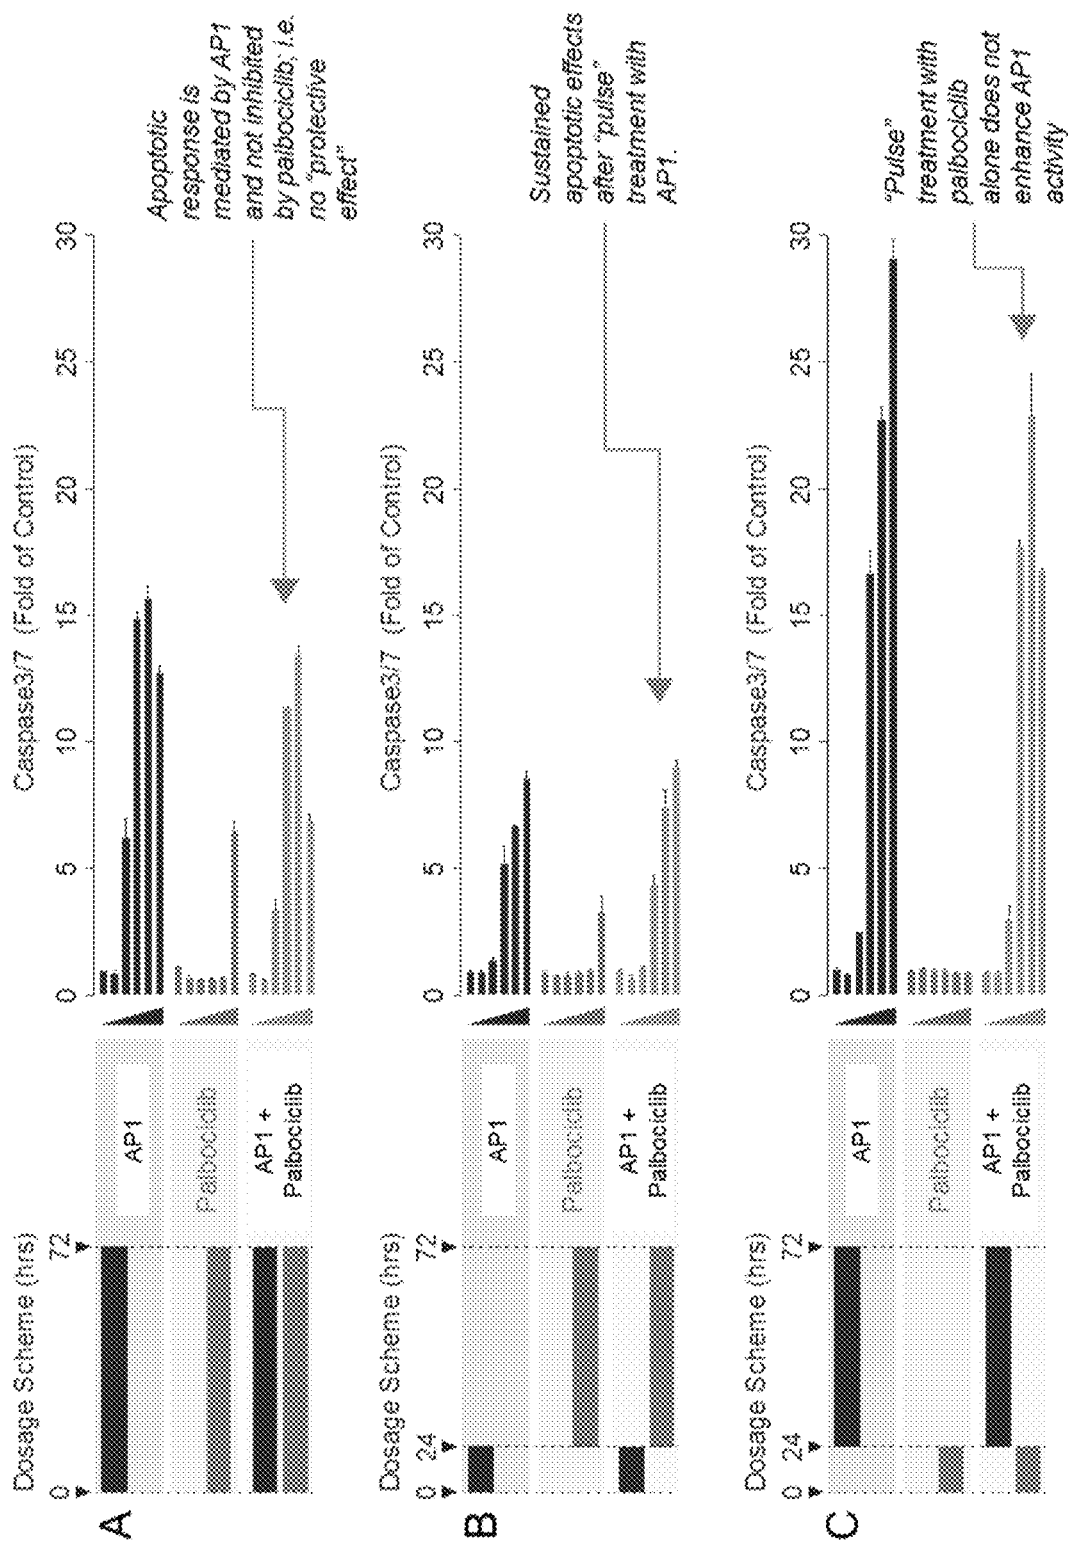 A
Dosage Scheme (hrs)
0 72
AP1
Palbociclib
AP1 +
Palbociclib
Caspase3/7 (Fold of Control)
0 5 10 15 20 25 30
Apoptotic
response is
mediated by AP1
and not inhibited
by palbociclib; i.e.
no "protective
effect"
B
Dosage Scheme (hrs)
0 24 72
AP1
Palbociclib
AP1 +
Palbociclib
Caspase3/7 (Fold of Control)
0 5 10 15 20 25 30
Sustained
apoptotic effects
after "pulse"
treatment with
AP1.
C
Dosage Scheme (hrs)
0 24 72
AP1
Palbociclib
AP1 +
Palbociclib
Caspase3/7 (Fold of Control)
0 5 10 15 20 25 30
"Pulse"
treatment with
palbociclib
alone does not
enhance AP1
activity